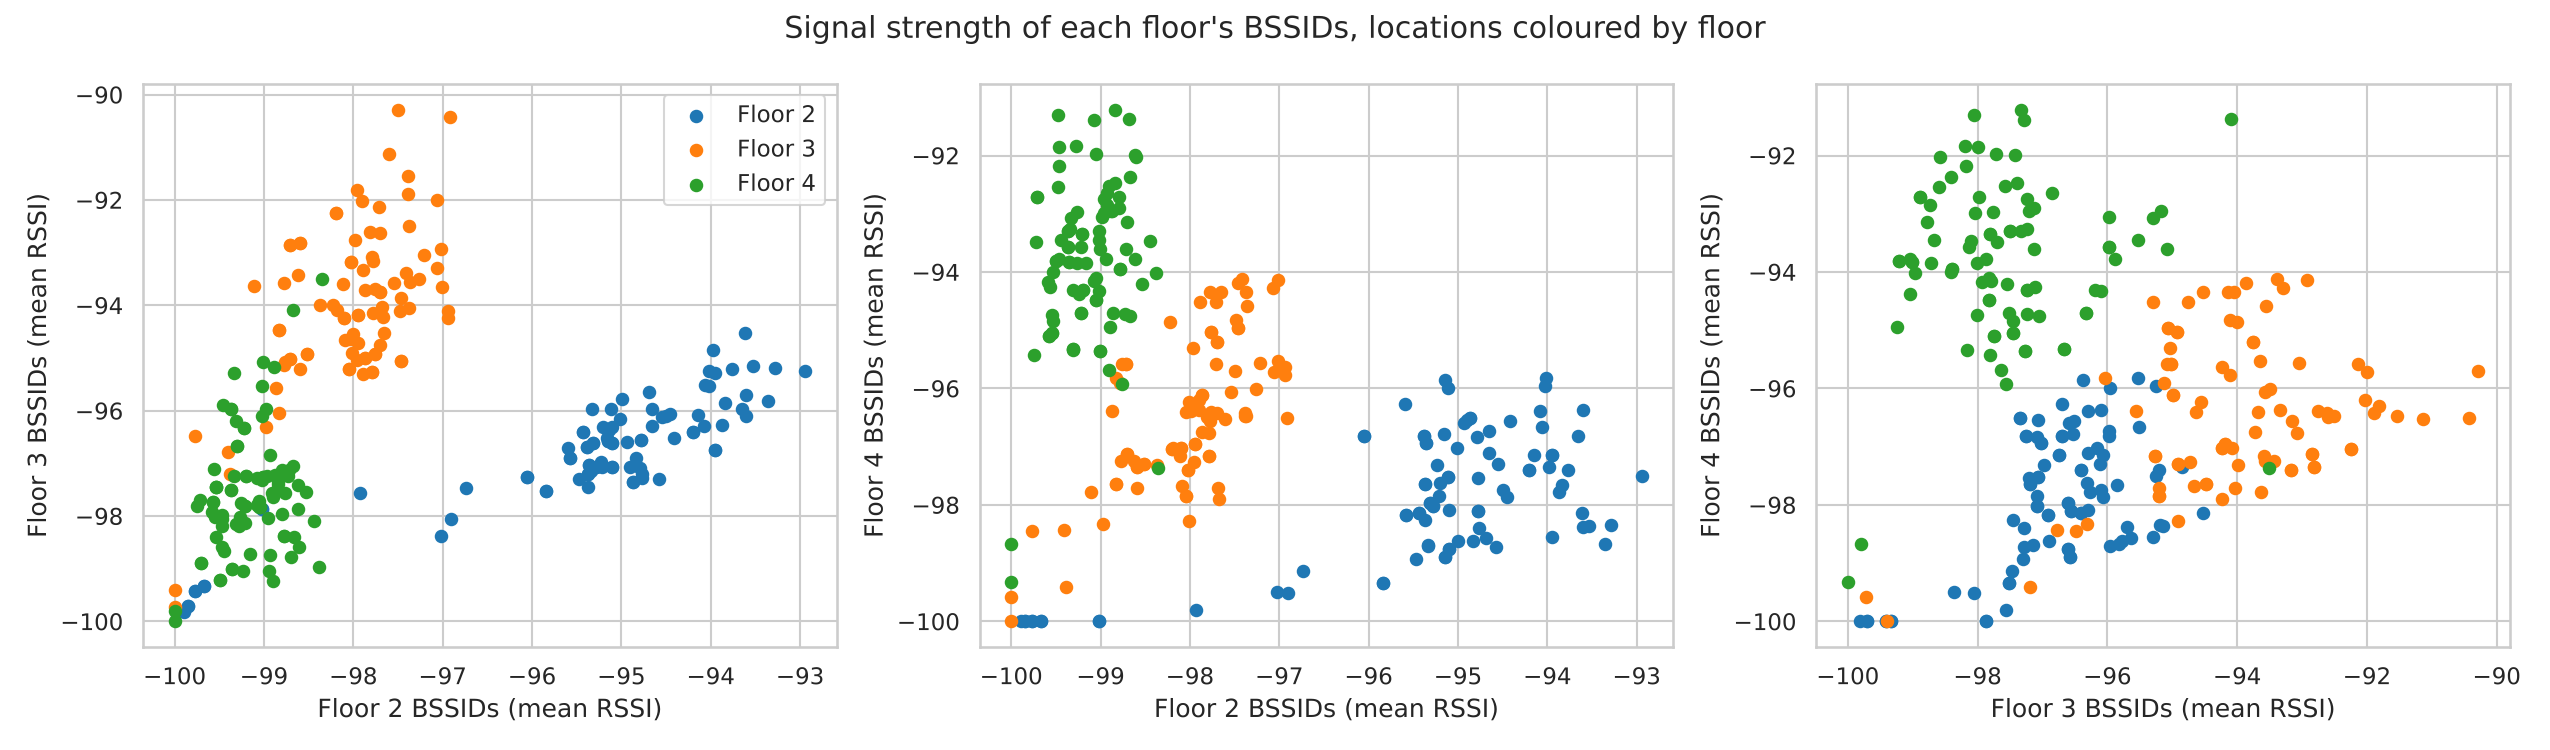 Signal strength of each floor's BSSIDs, locations coloured by floor
Floor 3 BSSIDs (mean RSSI)
−90
−92
−94
−96
−98
−100
Floor 2
Floor 3
Floor 4
−100 −99 −98 −97 −96 −95 −94 −93
Floor 2 BSSIDs (mean RSSI)
Floor 4 BSSIDs (mean RSSI)
−92
−94
−96
−98
−100
−100 −99 −98 −97 −96 −95 −94 −93
Floor 2 BSSIDs (mean RSSI)
Floor 4 BSSIDs (mean RSSI)
−92
−94
−96
−98
−100
−100 −98 −96 −94 −92 −90
Floor 3 BSSIDs (mean RSSI)